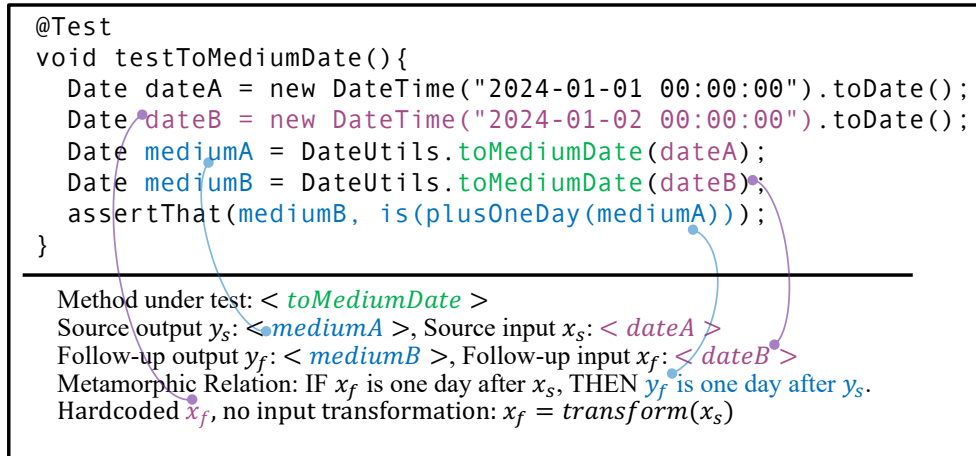 @Test
void testToMediumDate(){
Date dateA = new DateTime("2024-01-01 00:00:00").toDate();
Date dateB = new DateTime("2024-01-02 00:00:00").toDate();
Date mediumA = DateUtils.toMediumDate(dateA);
Date mediumB = DateUtils.toMediumDate(dateB);
assertThat(mediumB, is(plusOneDay(mediumA)));
}
Method under test: < toMediumDate >
Source output y_s: < mediumA >, Source input x_s: < dateA >
Follow-up output y_f: < mediumB >, Follow-up input x_f: < dateB >
Metamorphic Relation: IF x_f is one day after x_s, THEN y_f is one day after y_s.
Hardcoded x_f, no input transformation: x_f = transform(x_s)